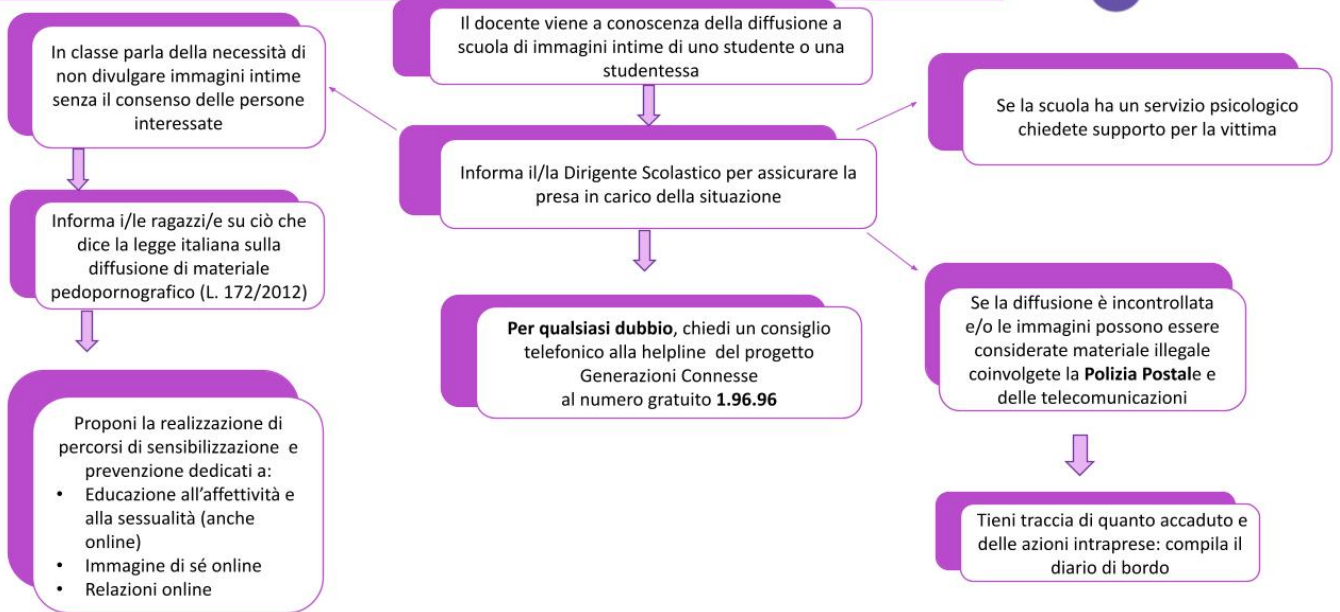 Il docente viene a conoscenza della diffusione a
scuola di immagini intime di uno studente o una
studentessa
In classe parla della necessità di
non divulgare immagini intime
senza il consenso delle persone
interessate
Se la scuola ha un servizio psicologico
chiedete supporto per la vittima
Informa il/la Dirigente Scolastico per assicurare la
presa in carico della situazione
Informa i/le ragazzi/e su ciò che
dice la legge italiana sulla
diffusione di materiale
pedopornografico (L. 172/2012)
Per qualsiasi dubbio, chiedi un consiglio
telefonico alla helpline del progetto
Generazioni Connesse
al numero gratuito 1.96.96
Se la diffusione è incontrollata
e/o le immagini possono essere
considerate materiale illegale
coinvolgete la Polizia Postale e
delle telecomunicazioni
Proponi la realizzazione di
percorsi di sensibilizzazione e
prevenzione dedicati a:
• Educazione all'affettività e
alla sessualità (anche
online)
• Immagine di sé online
• Relazioni online
Tieni traccia di quanto accaduto e
delle azioni intraprese: compila il
diario di bordo